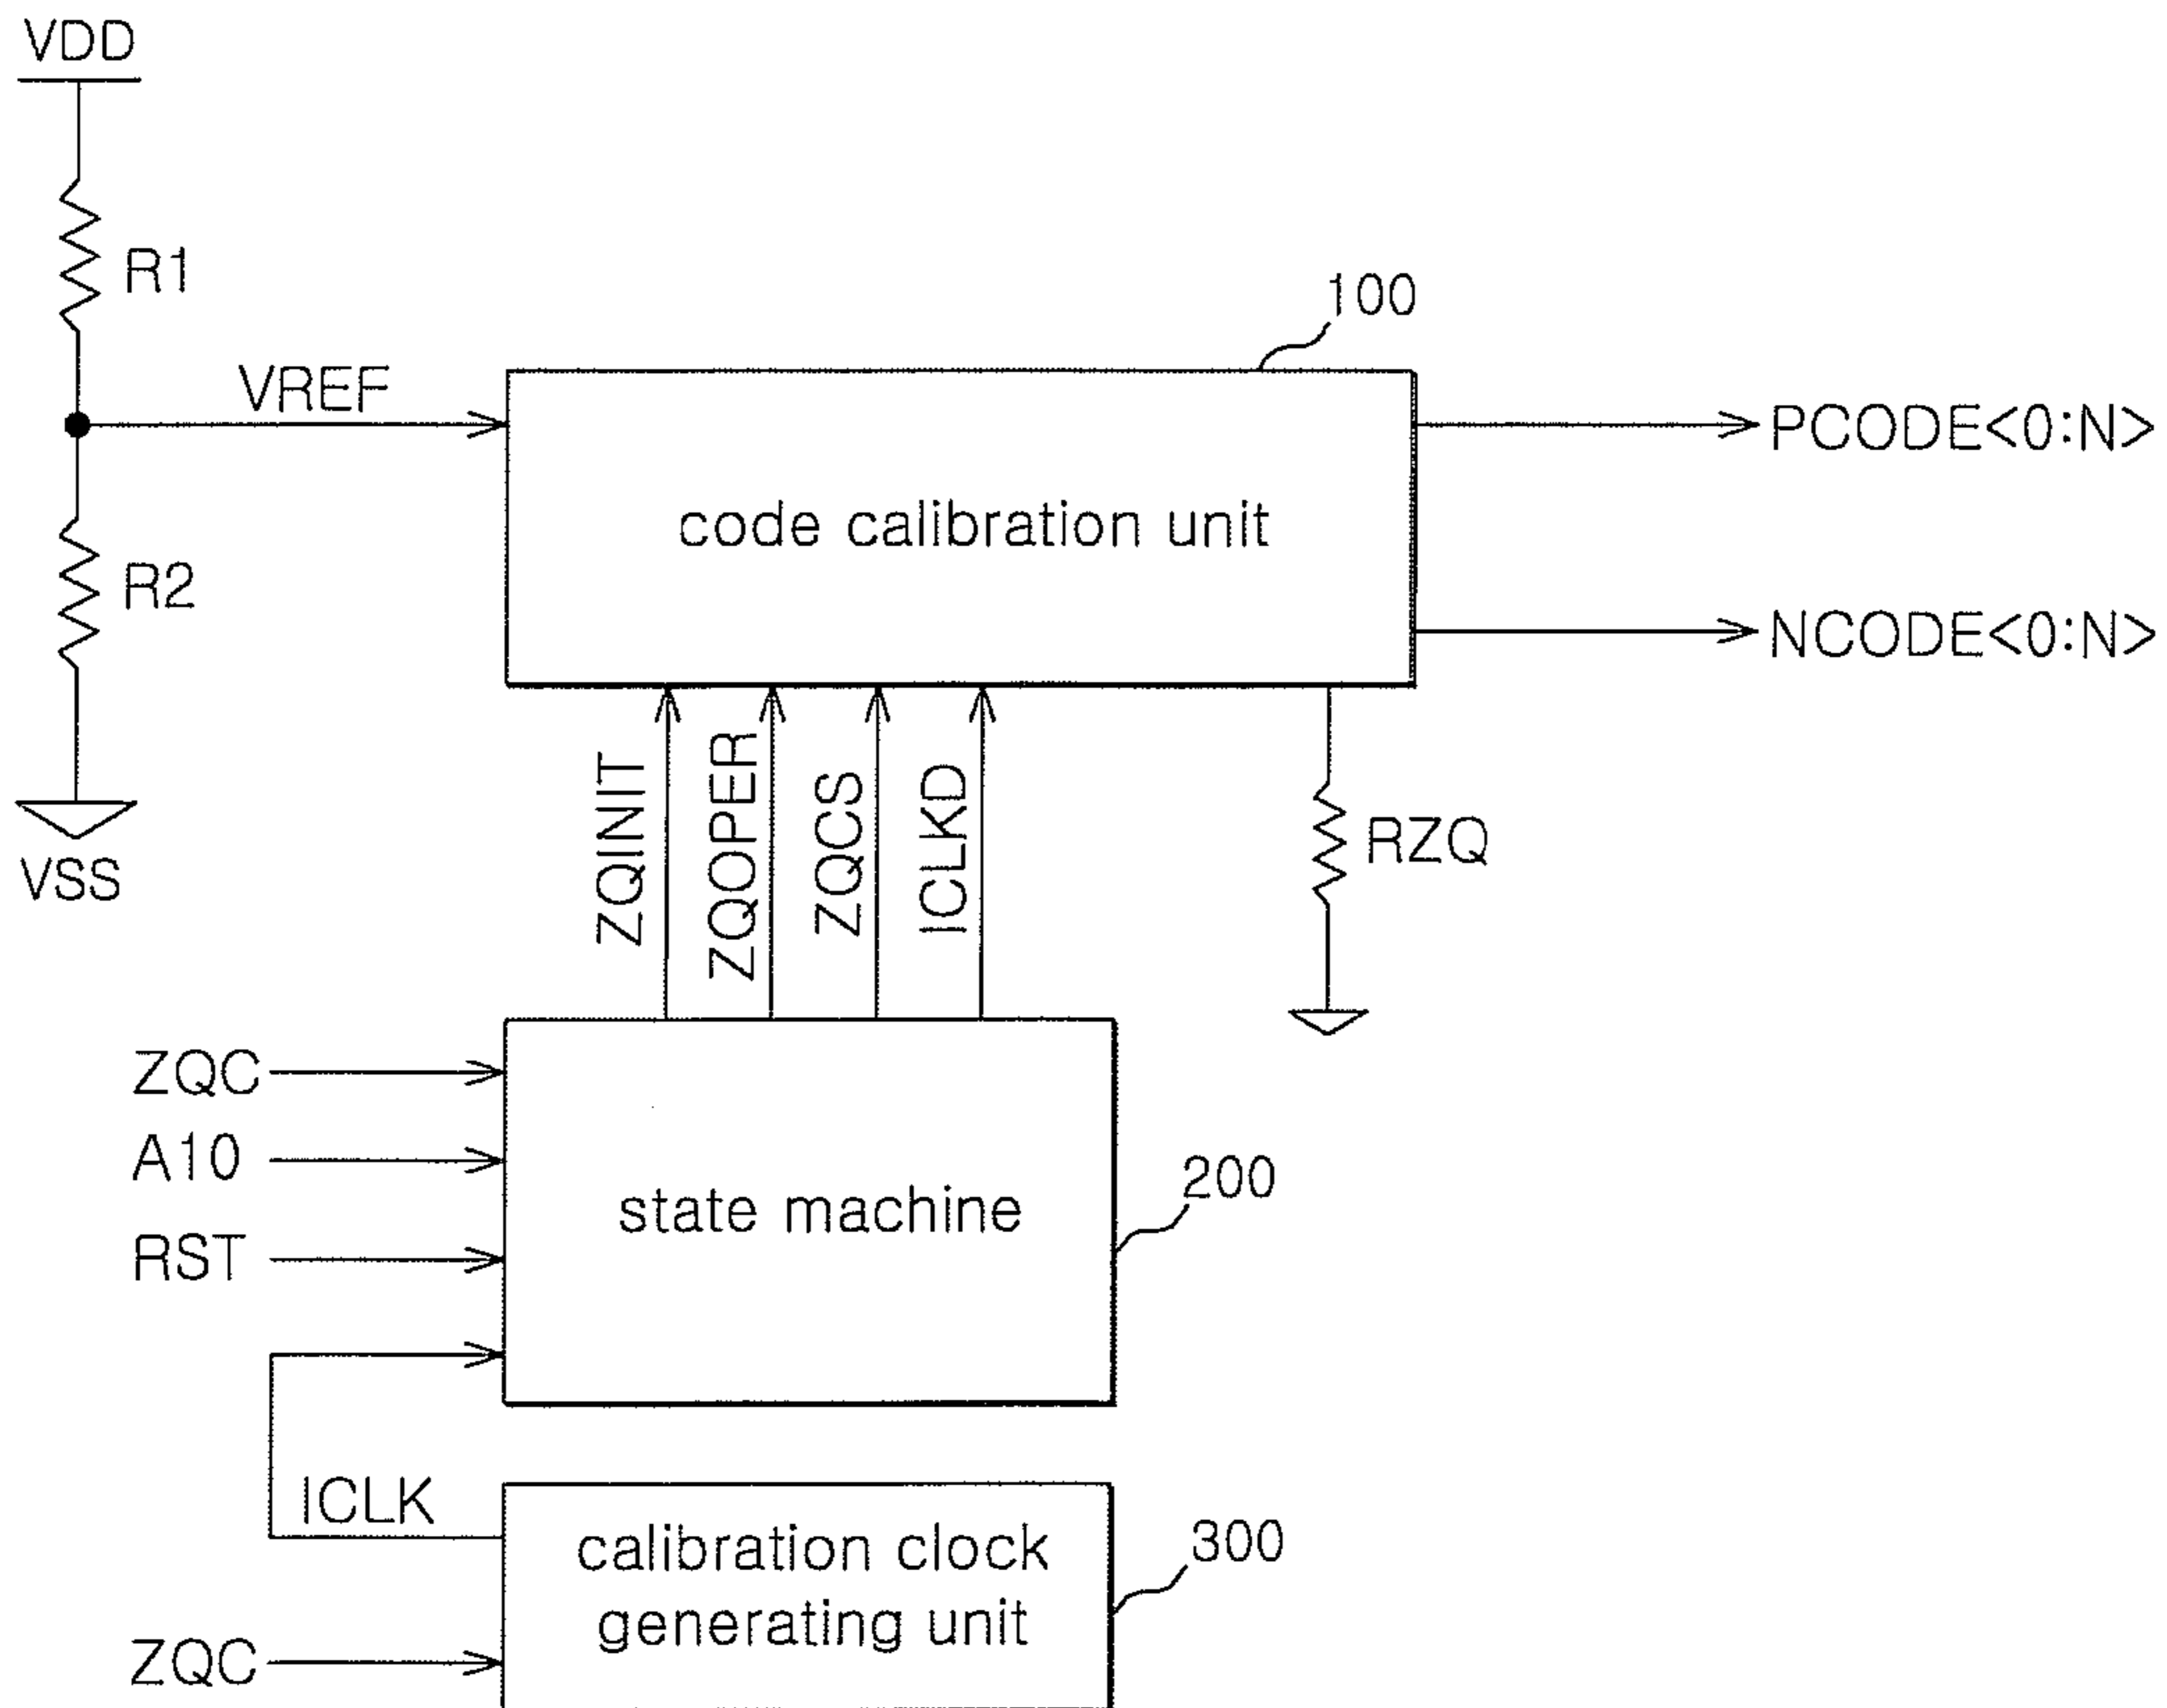 VDD
R1
100
VREF
PCODE<0:N>
code calibration unit
R2
NCODE<0:N>
ZQINIT
ZQOPER
ZQCS
ICLKD
RZQ
VSS
ZQC
A10
200
state machine
RST
ICLK
300
calibration clock
generating unit
ZQC